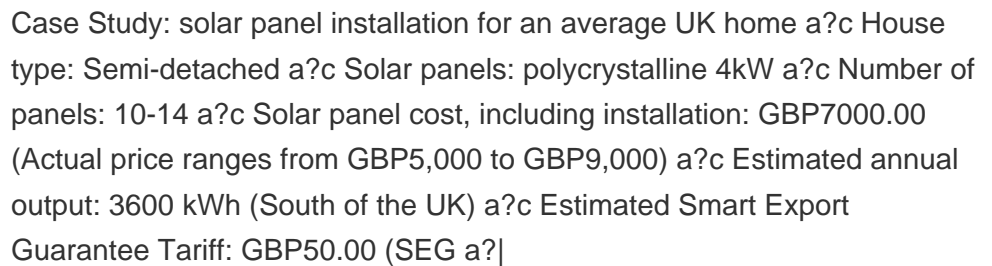 Case Study: solar panel installation for an average UK home a?c House
type: Semi-detached a?c Solar panels: polycrystalline 4kW a?c Number of
panels: 10-14 a?c Solar panel cost, including installation: GBP7000.00
(Actual price ranges from GBP5,000 to GBP9,000) a?c Estimated annual
output: 3600 kWh (South of the UK) a?c Estimated Smart Export
Guarantee Tariff: GBP50.00 (SEG a?|